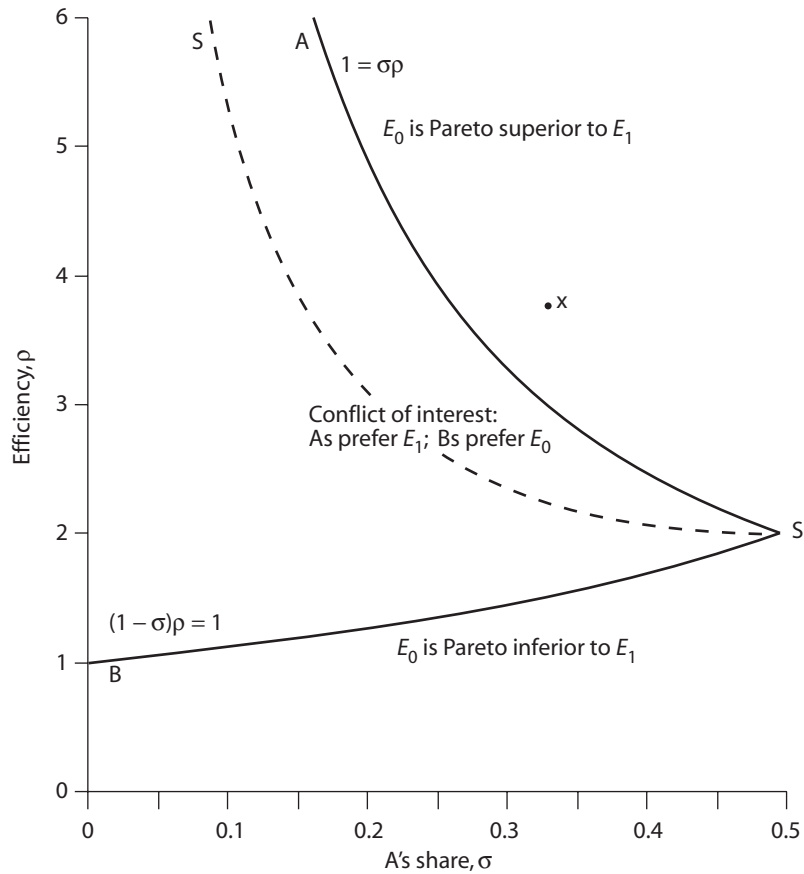 6
S
A
1 = σρ
E₀ is Pareto superior to E₁
5
4
x
Efficiency, ρ
3
Conflict of interest:
As prefer E₁; Bs prefer E₀
2
S
(1 – σ)ρ = 1
E₀ is Pareto inferior to E₁
1
B
0
0
0.1
0.2
0.3
0.4
0.5
A's share, σ